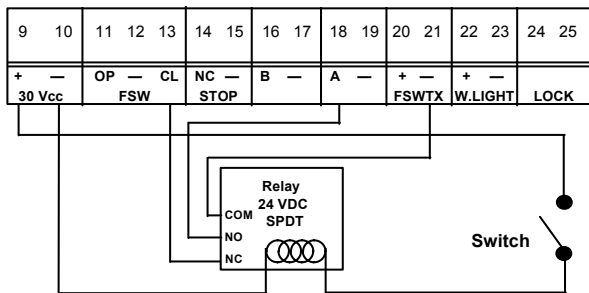 9 10 11 12 13 14 15 16 17 18 19 20 21 22 23 24 25
+ — OP — CL NC — B — A — + — + —
30 Vcc FSW STOP FSWTX W.LIGHT LOCK
Relay
24 VDC
SPDT
COM
NO
NC
Switch